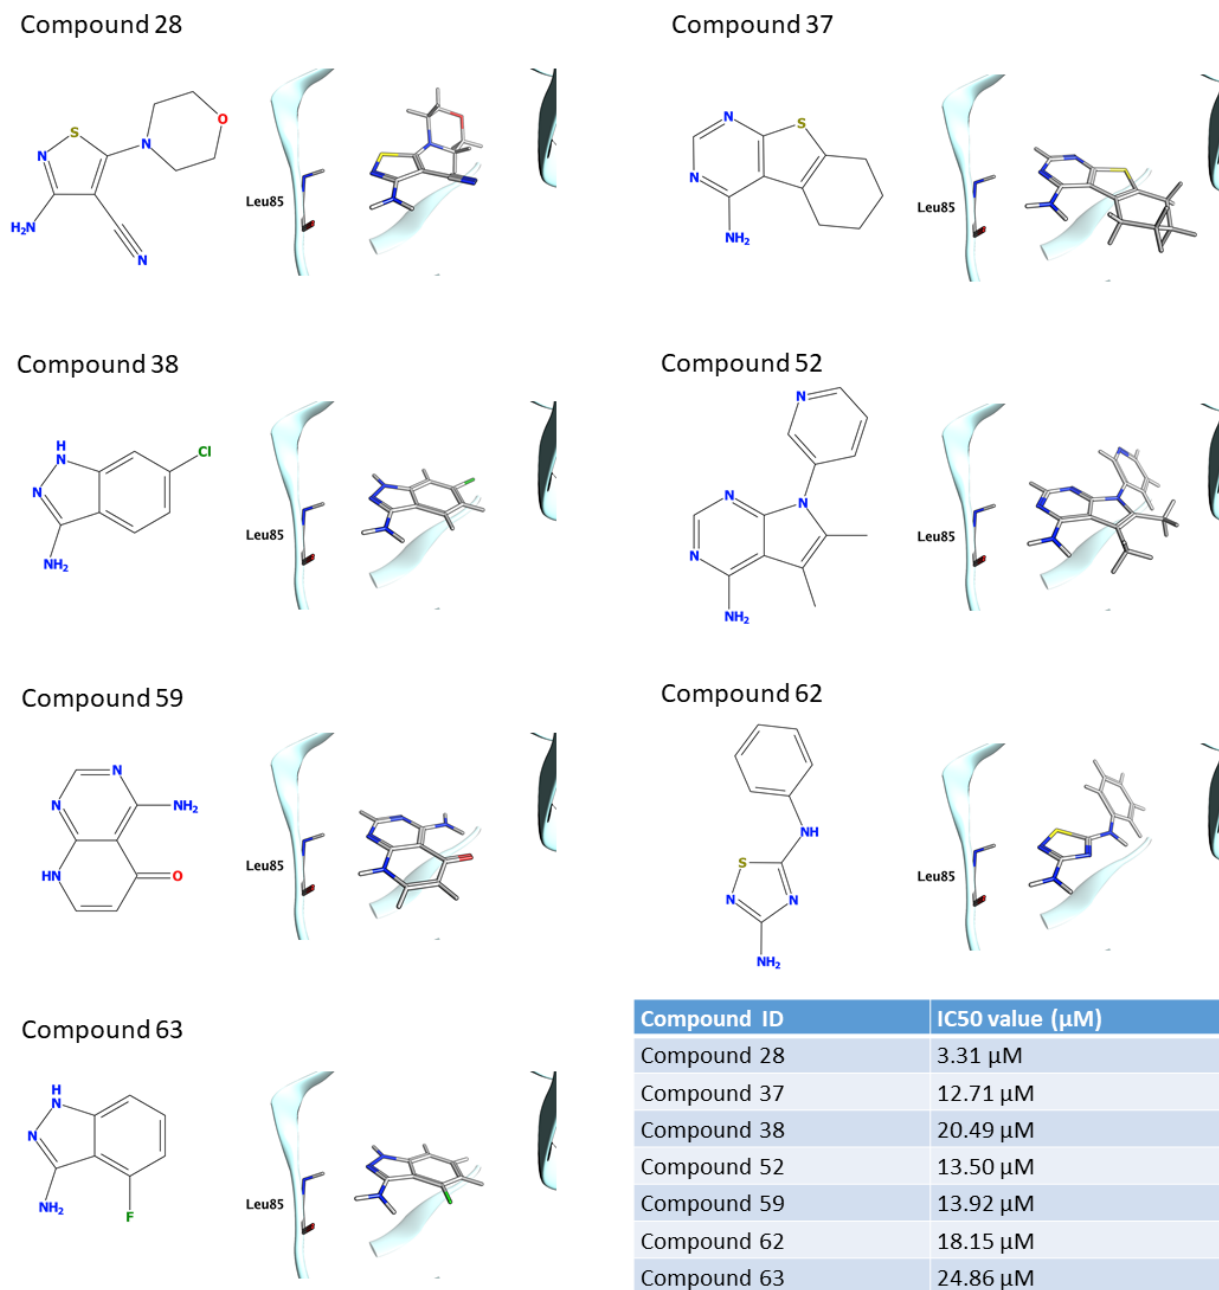 Compound 28
Compound 37
S
N
N
O
H₂N
N
Leu85
N
S
N
NH₂
Leu85
Compound 38
Compound 52
H
N
N
Cl
NH₂
Leu85
N
N
N
N
NH₂
Leu85
Compound 59
Compound 62
N
N
NH₂
HN
O
Leu85
NH
S
N
N
NH₂
Leu85
Compound 63
H
N
N
NH₂
F
Leu85
Compound ID IC50 value (µM)
Compound 28 3.31 µM
Compound 37 12.71 µM
Compound 38 20.49 µM
Compound 52 13.50 µM
Compound 59 13.92 µM
Compound 62 18.15 µM
Compound 63 24.86 µM